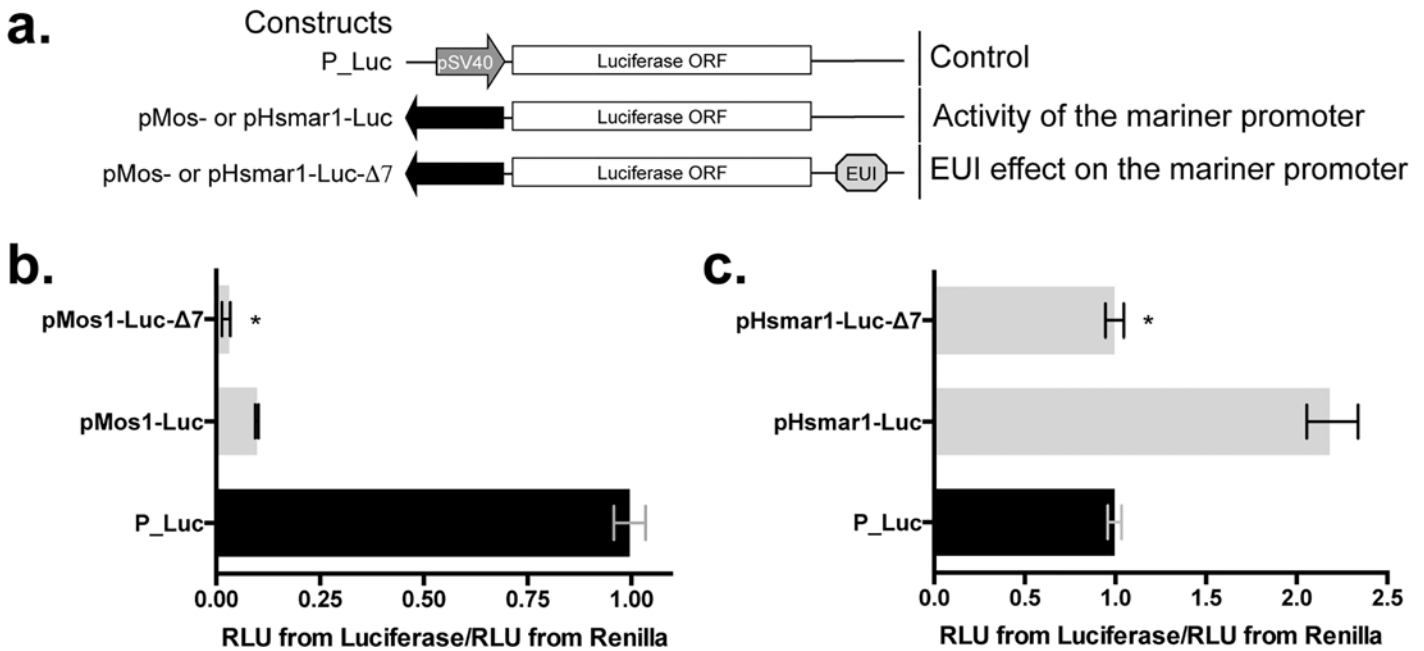 a.
Constructs
P_Luc
pSV40
Luciferase ORF
Control
pMos- or pHsmar1-Luc
Luciferase ORF
Activity of the mariner promoter
pMos- or pHsmar1-Luc-Δ7
Luciferase ORF
EUI
EUI effect on the mariner promoter
b.
pMos1-Luc-Δ7
*
pMos1-Luc
P_Luc
0.00 0.25 0.50 0.75 1.00
RLU from Luciferase/RLU from Renilla
c.
pHsmar1-Luc-Δ7
*
pHsmar1-Luc
P_Luc
0.0 0.5 1.0 1.5 2.0 2.5
RLU from Luciferase/RLU from Renilla